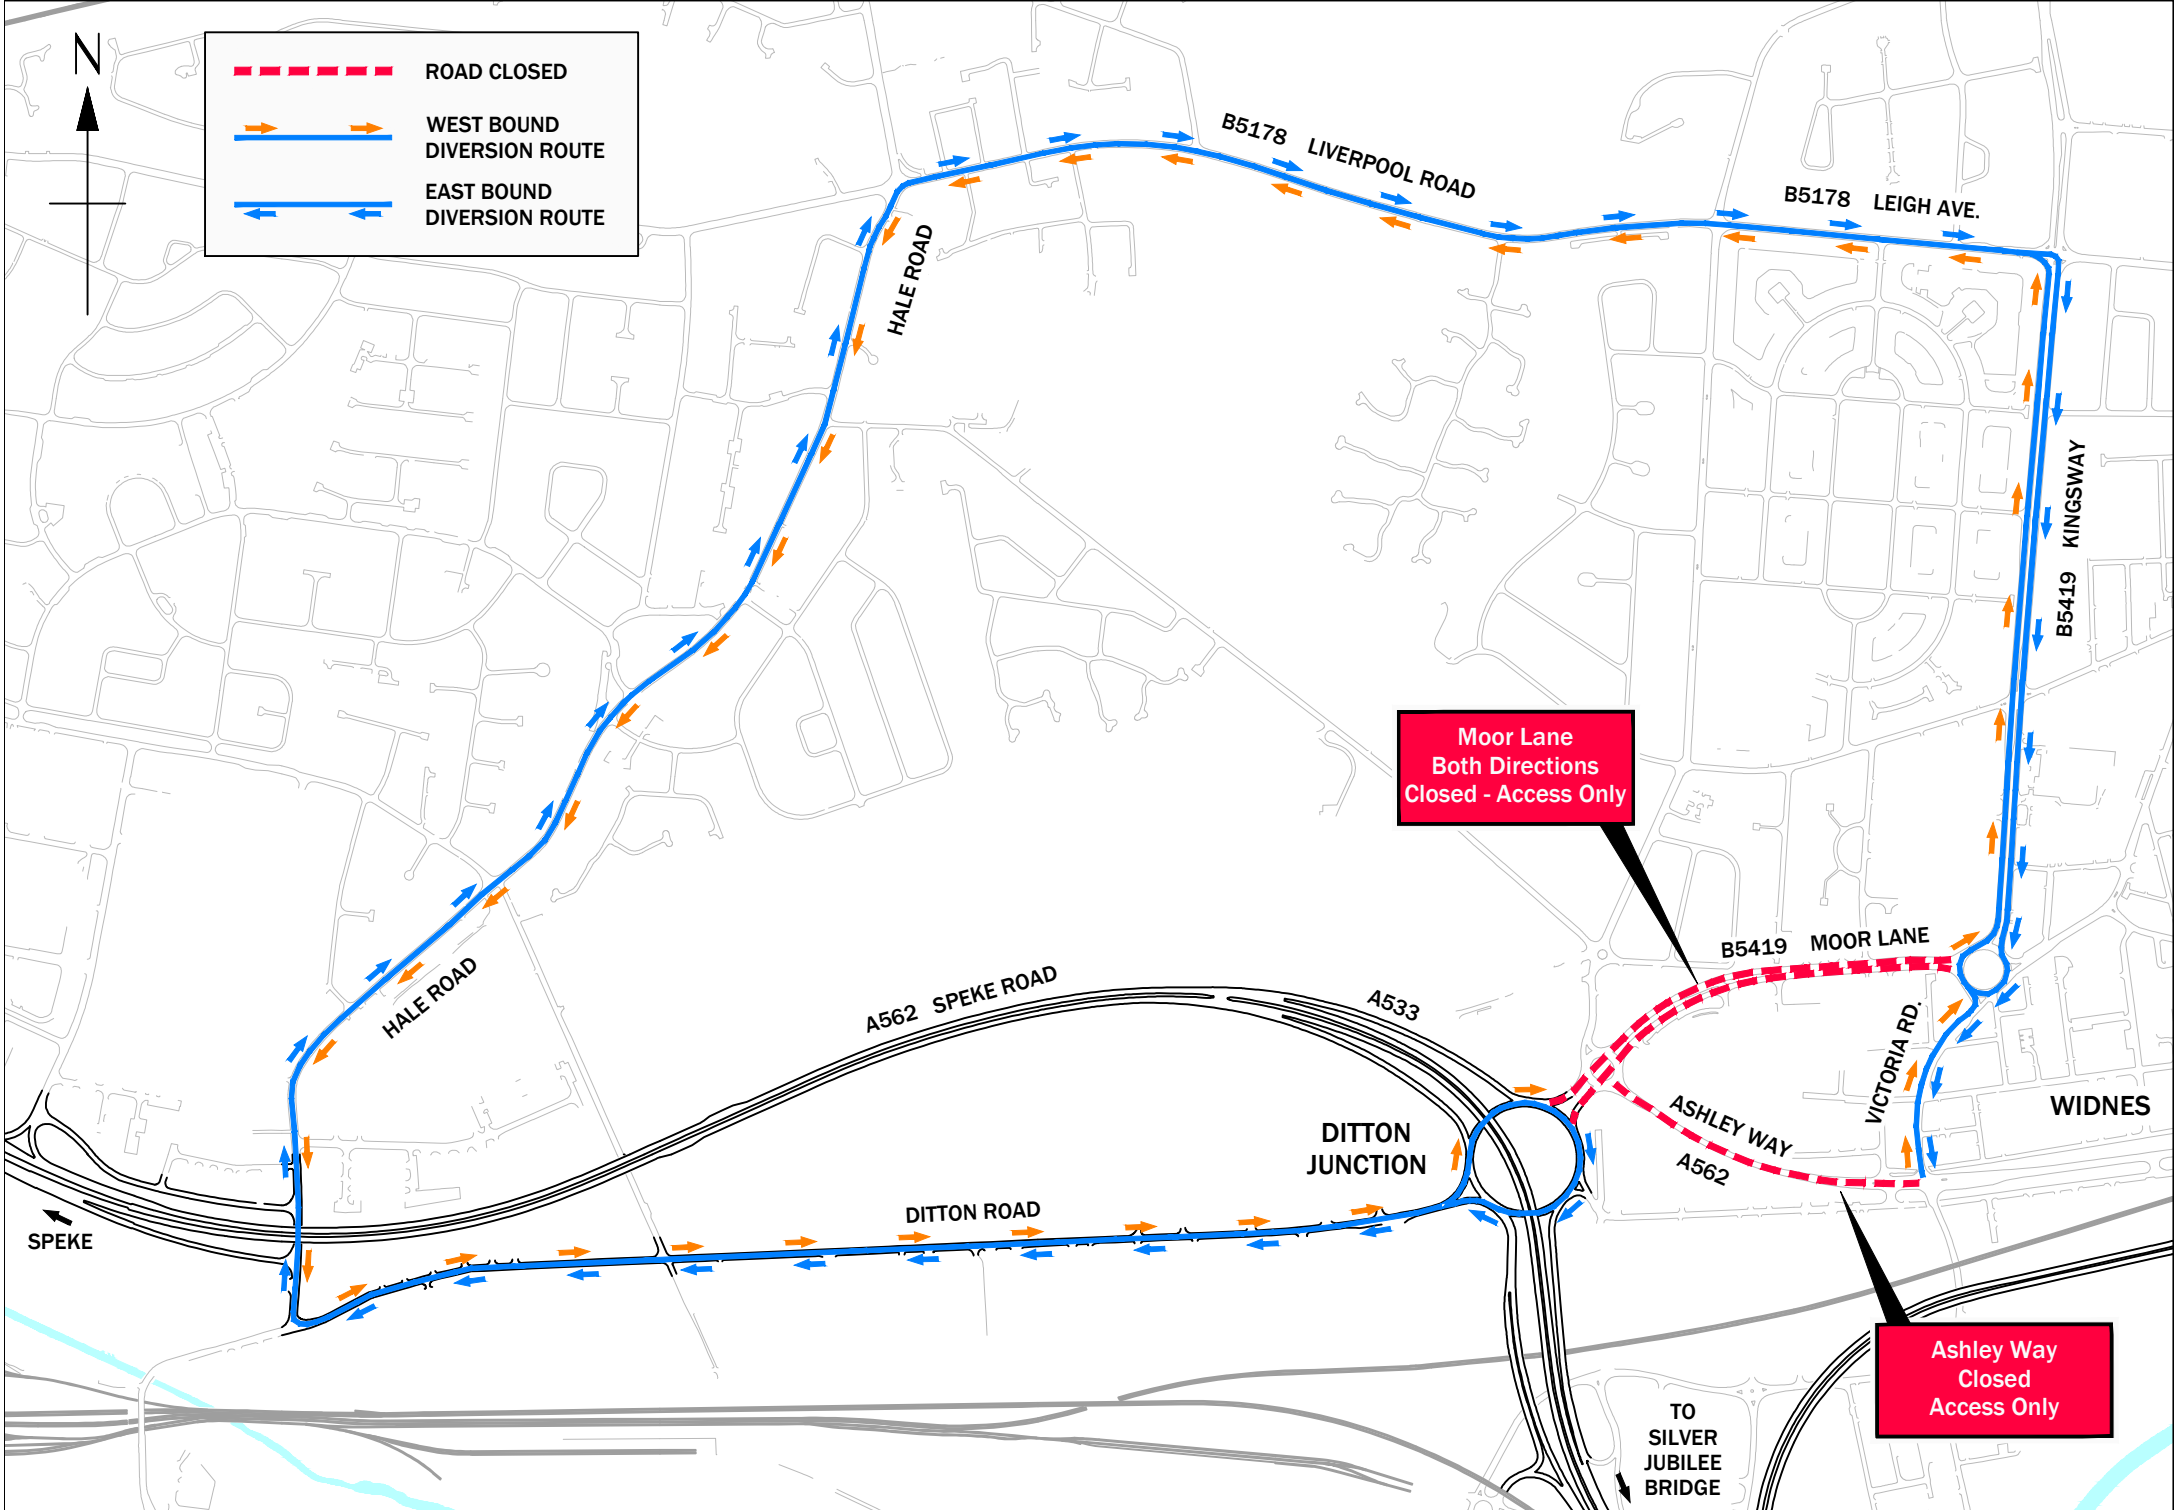 N
ROAD CLOSED
WEST BOUND
DIVERSION ROUTE
EAST BOUND
DIVERSION ROUTE
B5178 LIVERPOOL ROAD
B5178 LEIGH AVE.
HALE ROAD
B5419 KINGSWAY
Moor Lane
Both Directions
Closed - Access Only
B5419 MOOR LANE
HALE ROAD
A562 SPEKE ROAD
A533
VICTORIA RD.
WIDNES
ASHLEY WAY
A562
DITTON
JUNCTION
DITTON ROAD
SPEKE
Ashley Way
Closed
Access Only
TO
SILVER
JUBILEE
BRIDGE